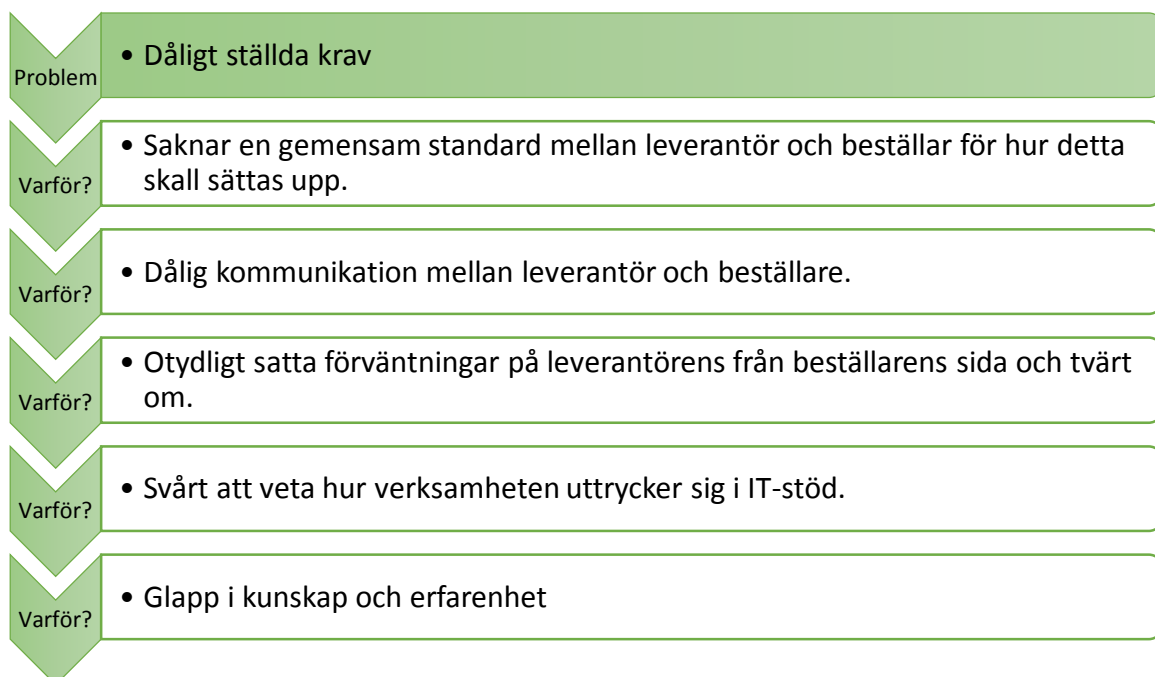 Problem
• Dåligt ställda krav
Varför?
• Saknar en gemensam standard mellan leverantör och beställar för hur detta
skall sättas upp.
Varför?
• Dålig kommunikation mellan leverantör och beställare.
Varför?
• Otydligt satta förväntningar på leverantörens från beställarens sida och tvärt
om.
Varför?
• Svårt att veta hur verksamheten uttrycker sig i IT-stöd.
Varför?
• Glapp i kunskap och erfarenhet